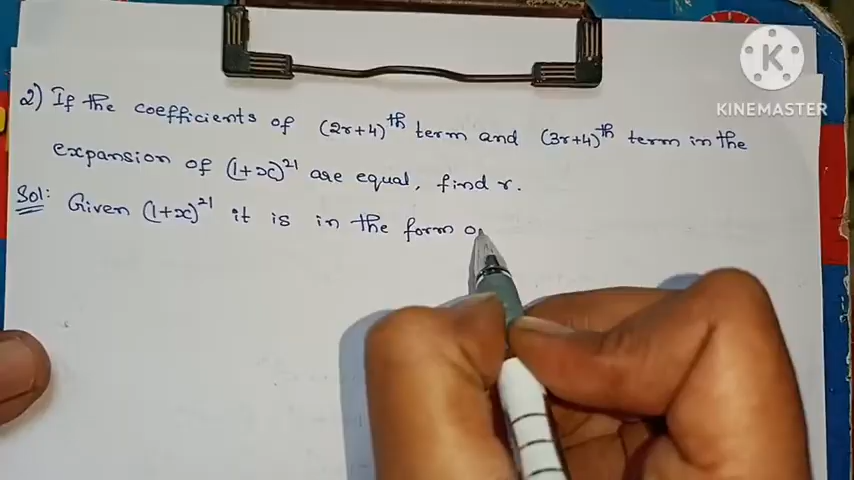 2) If the coefficients of (2r+4)th term and (3r+4)th term in the
expansion of (1+x)^21 are equal, find r.
Sol: Given (1+x)^21 it is in the form o
K
KINEMASTER